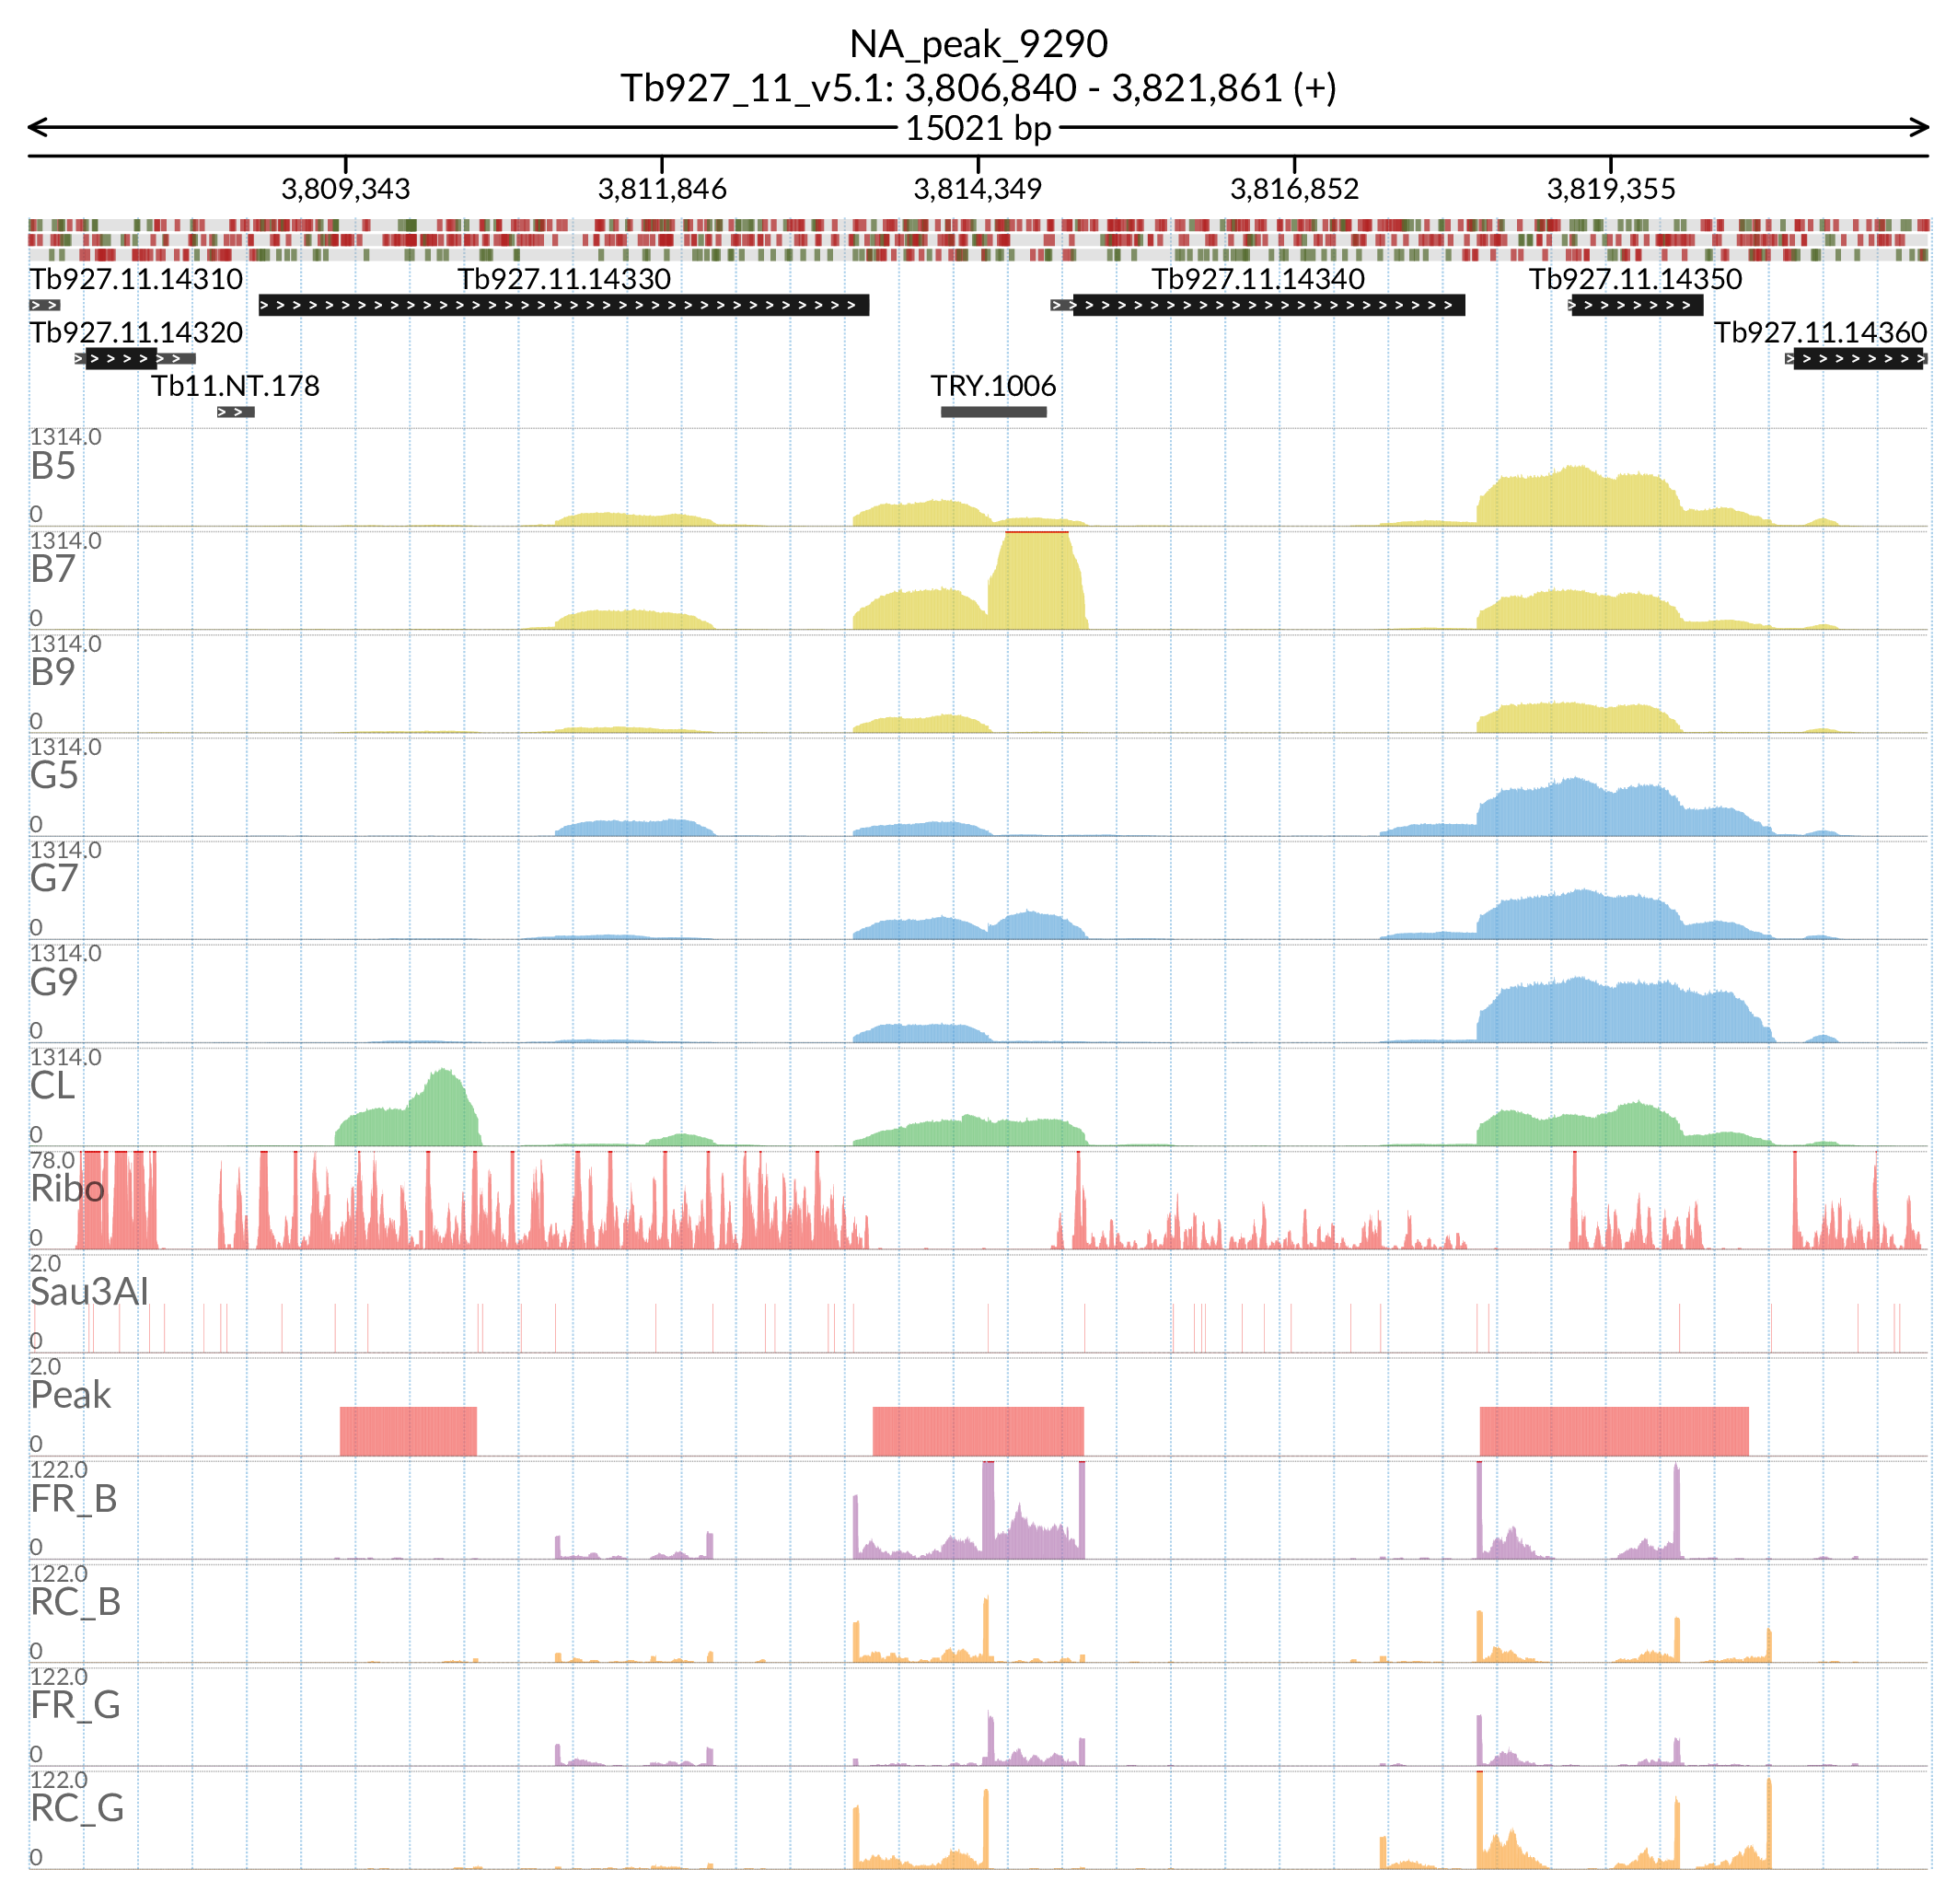 NA_peak_9290
Tb927_11_v5.1: 3,806,840 - 3,821,861 (+)
15021 bp
3,809,343 3,811,846 3,814,349 3,816,852 3,819,355
Tb927.11.14310 Tb927.11.14330 Tb927.11.14340 Tb927.11.14350
Tb927.11.14320 Tb927.11.14360
Tb11.NT.178 TRY.1006
1314.0
B5
0
1314.0
B7
0
1314.0
B9
0
1314.0
G5
0
1314.0
G7
0
1314.0
G9
0
1314.0
CL
0
78.0
Ribo
0
2.0
Sau3AI
0
2.0
Peak
0
122.0
FR_B
0
122.0
RC_B
0
122.0
FR_G
0
122.0
RC_G
0